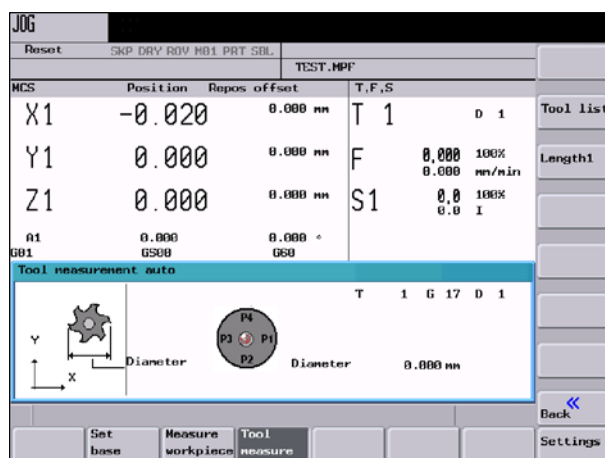 JOG
Reset SKP DRY ROV M01 PRT SBL
TEST.MPF
MCS Position Repos offset T,F,S
X1 -0.020 0.000 mm T 1 D 1
Y1 0.000 0.000 mm F 0,000 100%
0.000 mm/min
Z1 0.000 0.000 mm S1 0,0 100%
0.0 I
A1 0.000 0.000 °
G01 G500 G60
Tool measurement auto
T 1 G 17 D 1
P4
P3 P1
P2
Y
X
Diameter
Diameter 0.000 mm
Tool list
Length1
Back
Settings
Set base
Measure workpiece
Tool measure